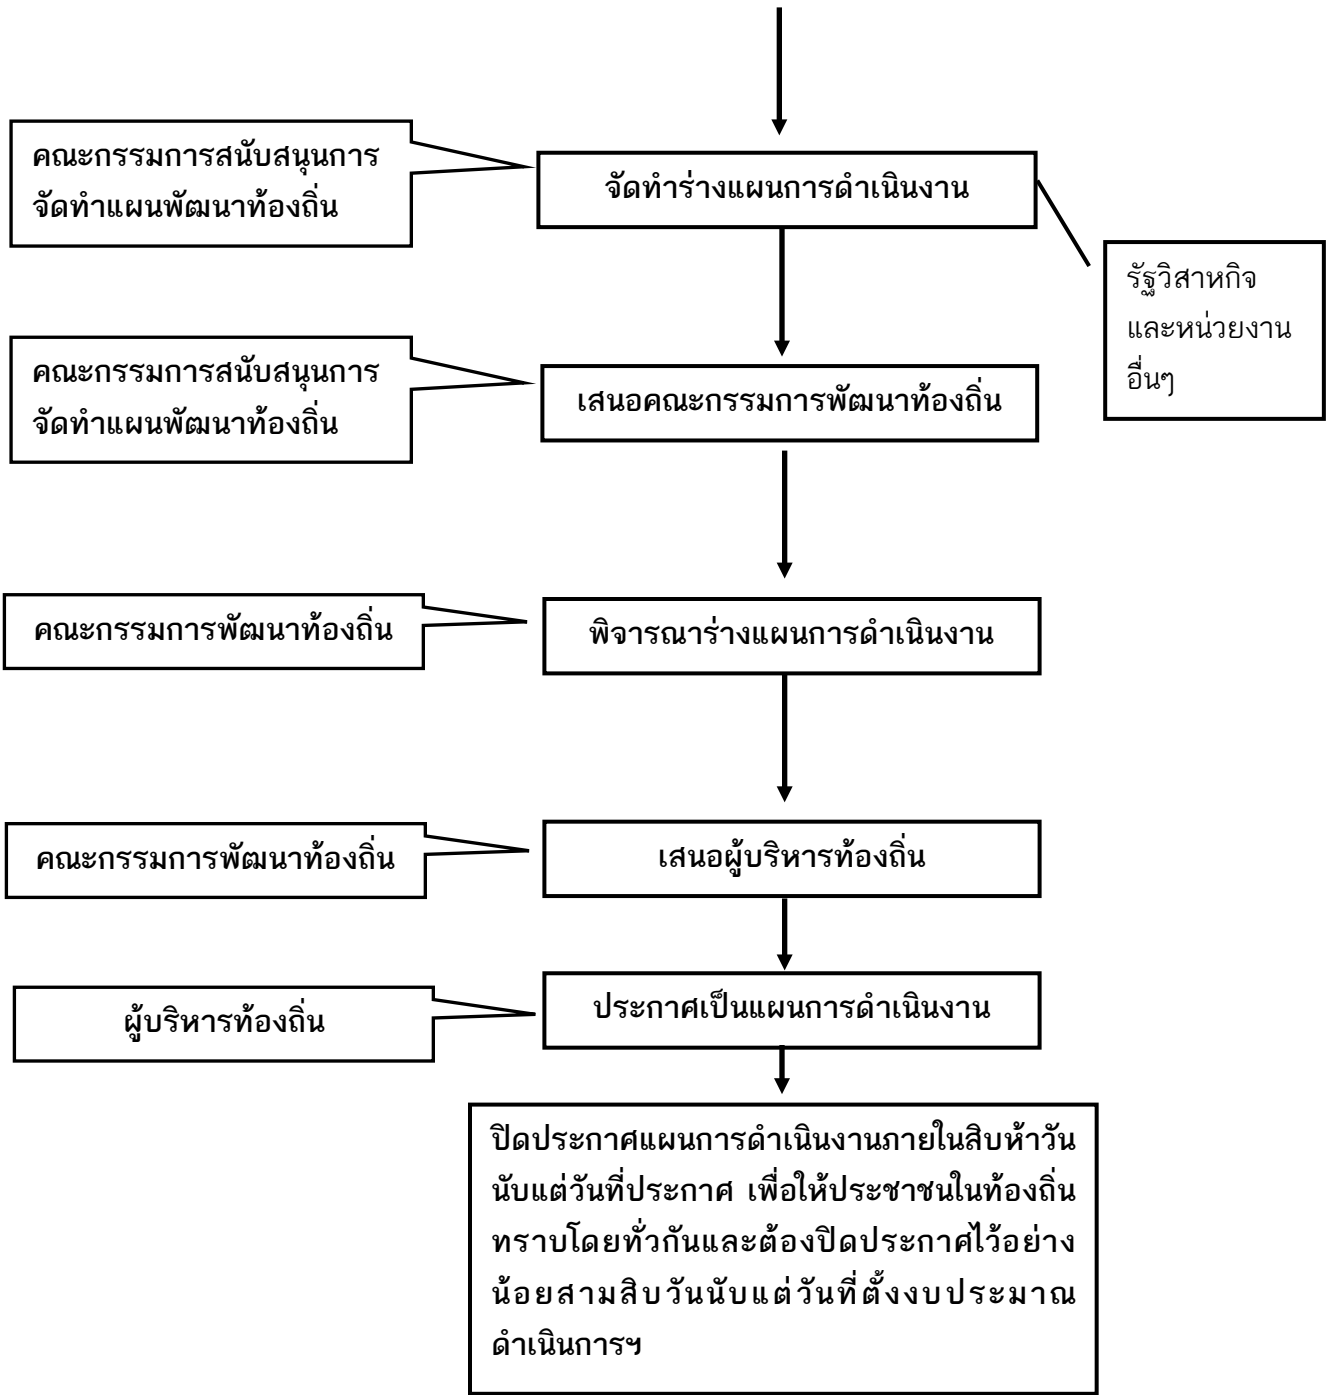 คณะกรรมการสนับสนุนการ
จัดทำแผนพัฒนาท้องถิ่น
จัดทำร่างแผนการดำเนินงาน
รัฐวิสาหกิจ
และหน่วยงาน
อื่นๆ
คณะกรรมการสนับสนุนการ
จัดทำแผนพัฒนาท้องถิ่น
เสนอคณะกรรมการพัฒนาท้องถิ่น
คณะกรรมการพัฒนาท้องถิ่น
พิจารณาร่างแผนการดำเนินงาน
คณะกรรมการพัฒนาท้องถิ่น
เสนอผู้บริหารท้องถิ่น
ผู้บริหารท้องถิ่น
ประกาศเป็นแผนการดำเนินงาน
ปิดประกาศแผนการดำเนินงานภายในสิบห้าวัน
นับแต่วันที่ประกาศ เพื่อให้ประชาชนในท้องถิ่น
ทราบโดยทั่วกันและต้องปิดประกาศไว้อย่าง
น้อยสามสิบวันนับแต่วันที่ตั้งงบประมาณ
ดำเนินการฯ